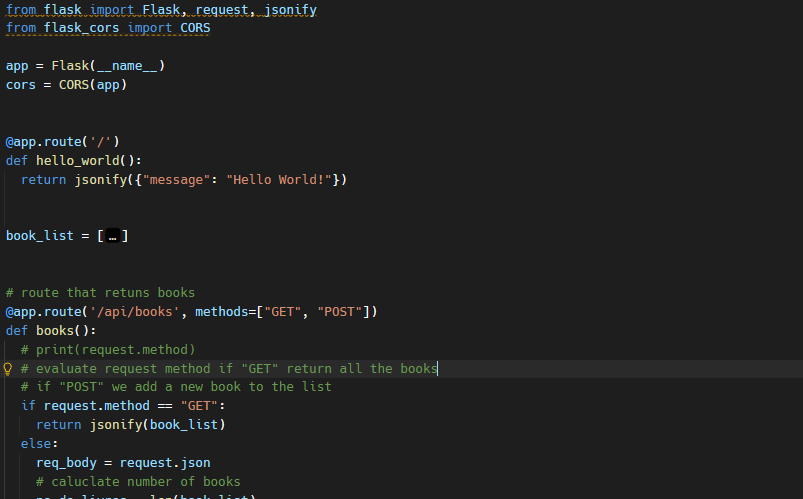 from flask import Flask, request, jsonify
from flask_cors import CORS
app = Flask(__name__)
cors = CORS(app)
@app.route('/')
def hello_world():
return jsonify({"message": "Hello World!"})
book_list = [ … ]
# route that retuns books
@app.route('/api/books', methods=["GET", "POST"])
def books():
# print(request.method)
# evaluate request method if "GET" return all the books
# if "POST" we add a new book to the list
if request.method == "GET":
return jsonify(book_list)
else:
req_body = request.json
# caluclate number of books